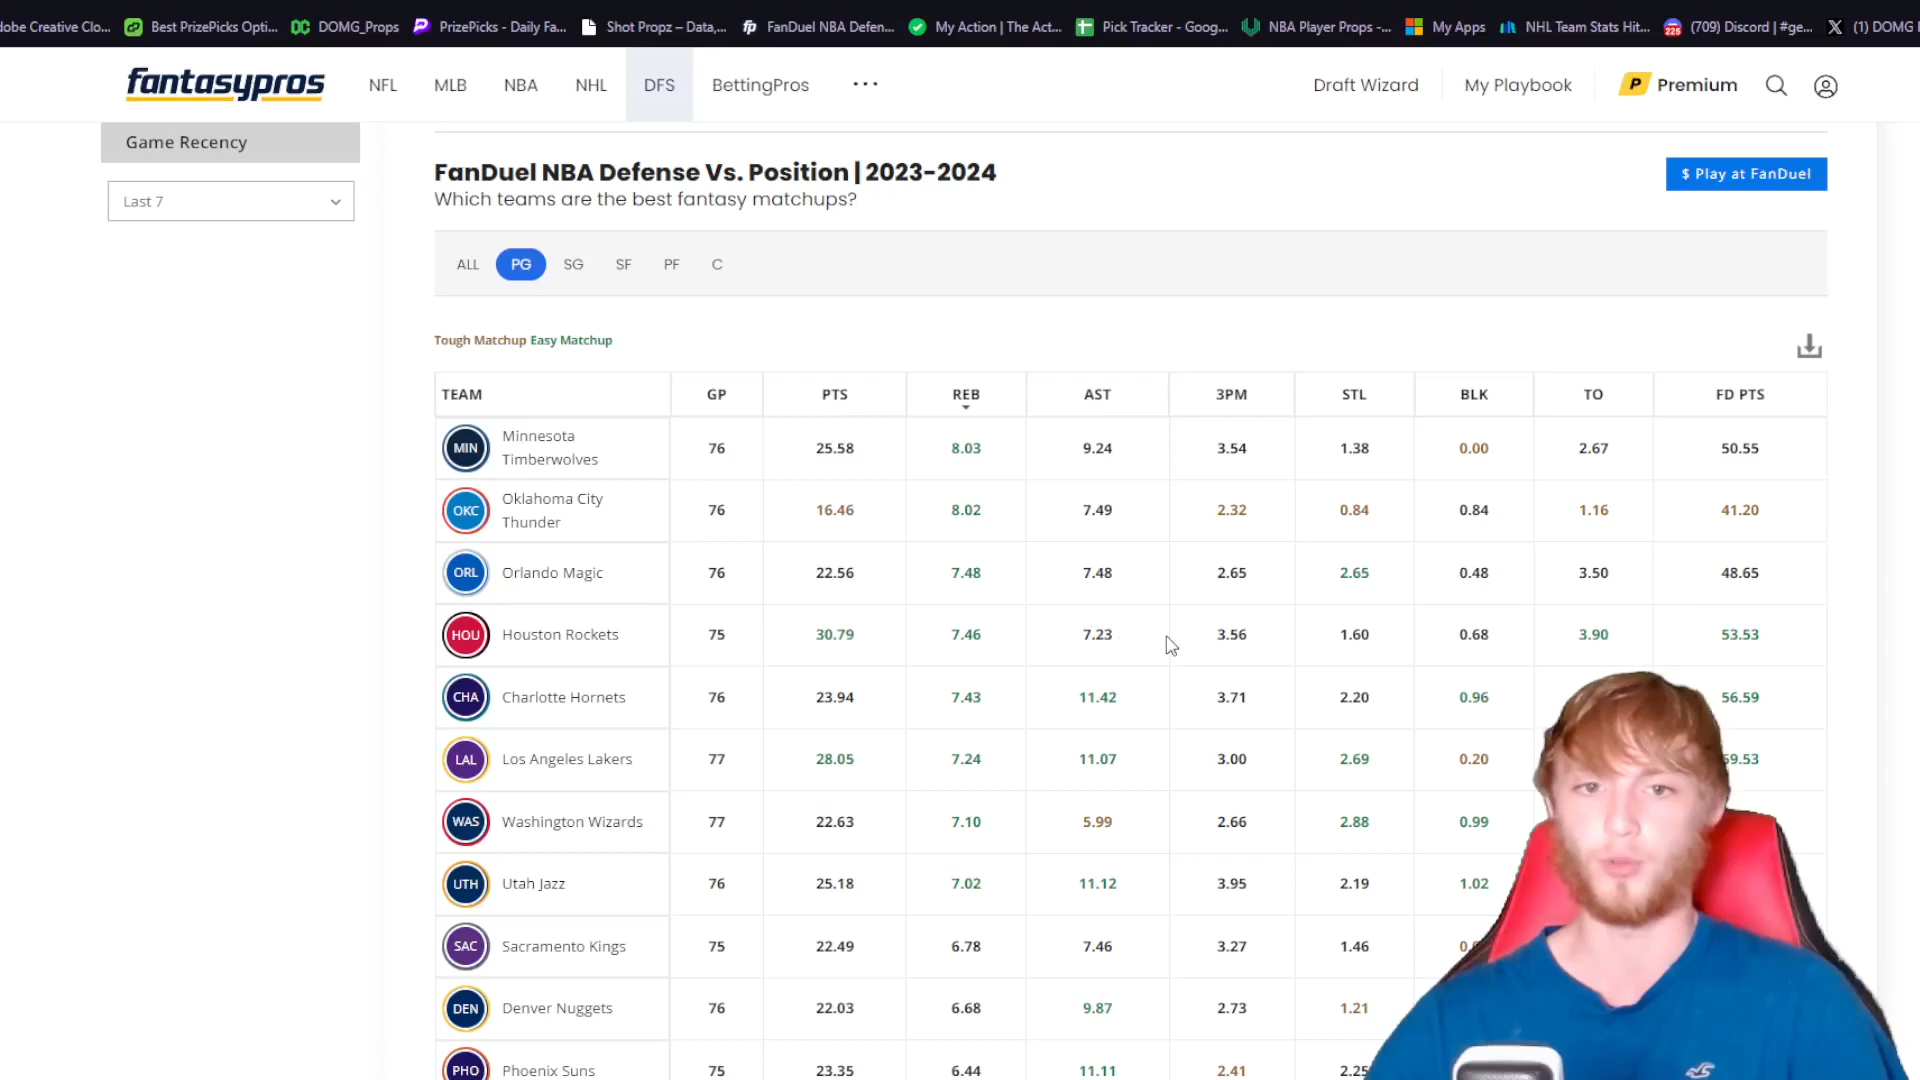 dobe Creative Clo... Best PrizePicks Opti... DOMG_Props PrizePicks - Daily Fa... Shot Propz – Data,... fp FanDuel NBA Defen... My Action | The Act... Pick Tracker - Goog... NBA Player Props -... My Apps NHL Team Stats Hit... 225 (709) Discord | #ge... X (1) DOMG
fantasypros NFL MLB NBA NHL DFS BettingPros ... Draft Wizard My Playbook P Premium
Game Recency
Last 7
FanDuel NBA Defense Vs. Position | 2023-2024
$ Play at FanDuel
Which teams are the best fantasy matchups?
ALL PG SG SF PF C
Tough Matchup Easy Matchup
TEAM GP PTS REB AST 3PM STL BLK TO FD PTS
MIN Minnesota Timberwolves 76 25.58 8.03 9.24 3.54 1.38 0.00 2.67 50.55
OKC Oklahoma City Thunder 76 16.46 8.02 7.49 2.32 0.84 0.84 1.16 41.20
ORL Orlando Magic 76 22.56 7.48 7.48 2.65 2.65 0.48 3.50 48.65
HOU Houston Rockets 75 30.79 7.46 7.23 3.56 1.60 0.68 3.90 53.53
CHA Charlotte Hornets 76 23.94 7.43 11.42 3.71 2.20 0.96 56.59
LAL Los Angeles Lakers 77 28.05 7.24 11.07 3.00 2.69 0.20 9.53
WAS Washington Wizards 77 22.63 7.10 5.99 2.66 2.88 0.99
UTH Utah Jazz 76 25.18 7.02 11.12 3.95 2.19 1.02
SAC Sacramento Kings 75 22.49 6.78 7.46 3.27 1.46
DEN Denver Nuggets 76 22.03 6.68 9.87 2.73 1.21
PHO Phoenix Suns 75 23.35 6.44 11.11 2.41 2.25